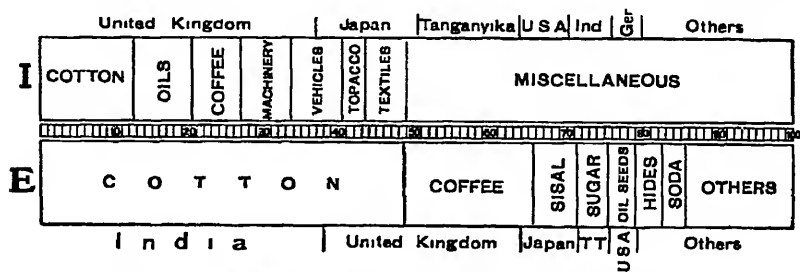 United Kingdom Japan Tanganyika USA Ind Ger Others
I COTTON OILS COFFEE MACHINERY VEHICLES TOPACCO TEXTILES MISCELLANEOUS
10 20 30 40 50 60 70 80 90 100
E COTTON COFFEE SISAL SUGAR OIL SEEDS HIDES SODA OTHERS
India United Kingdom Japan TT USA Others